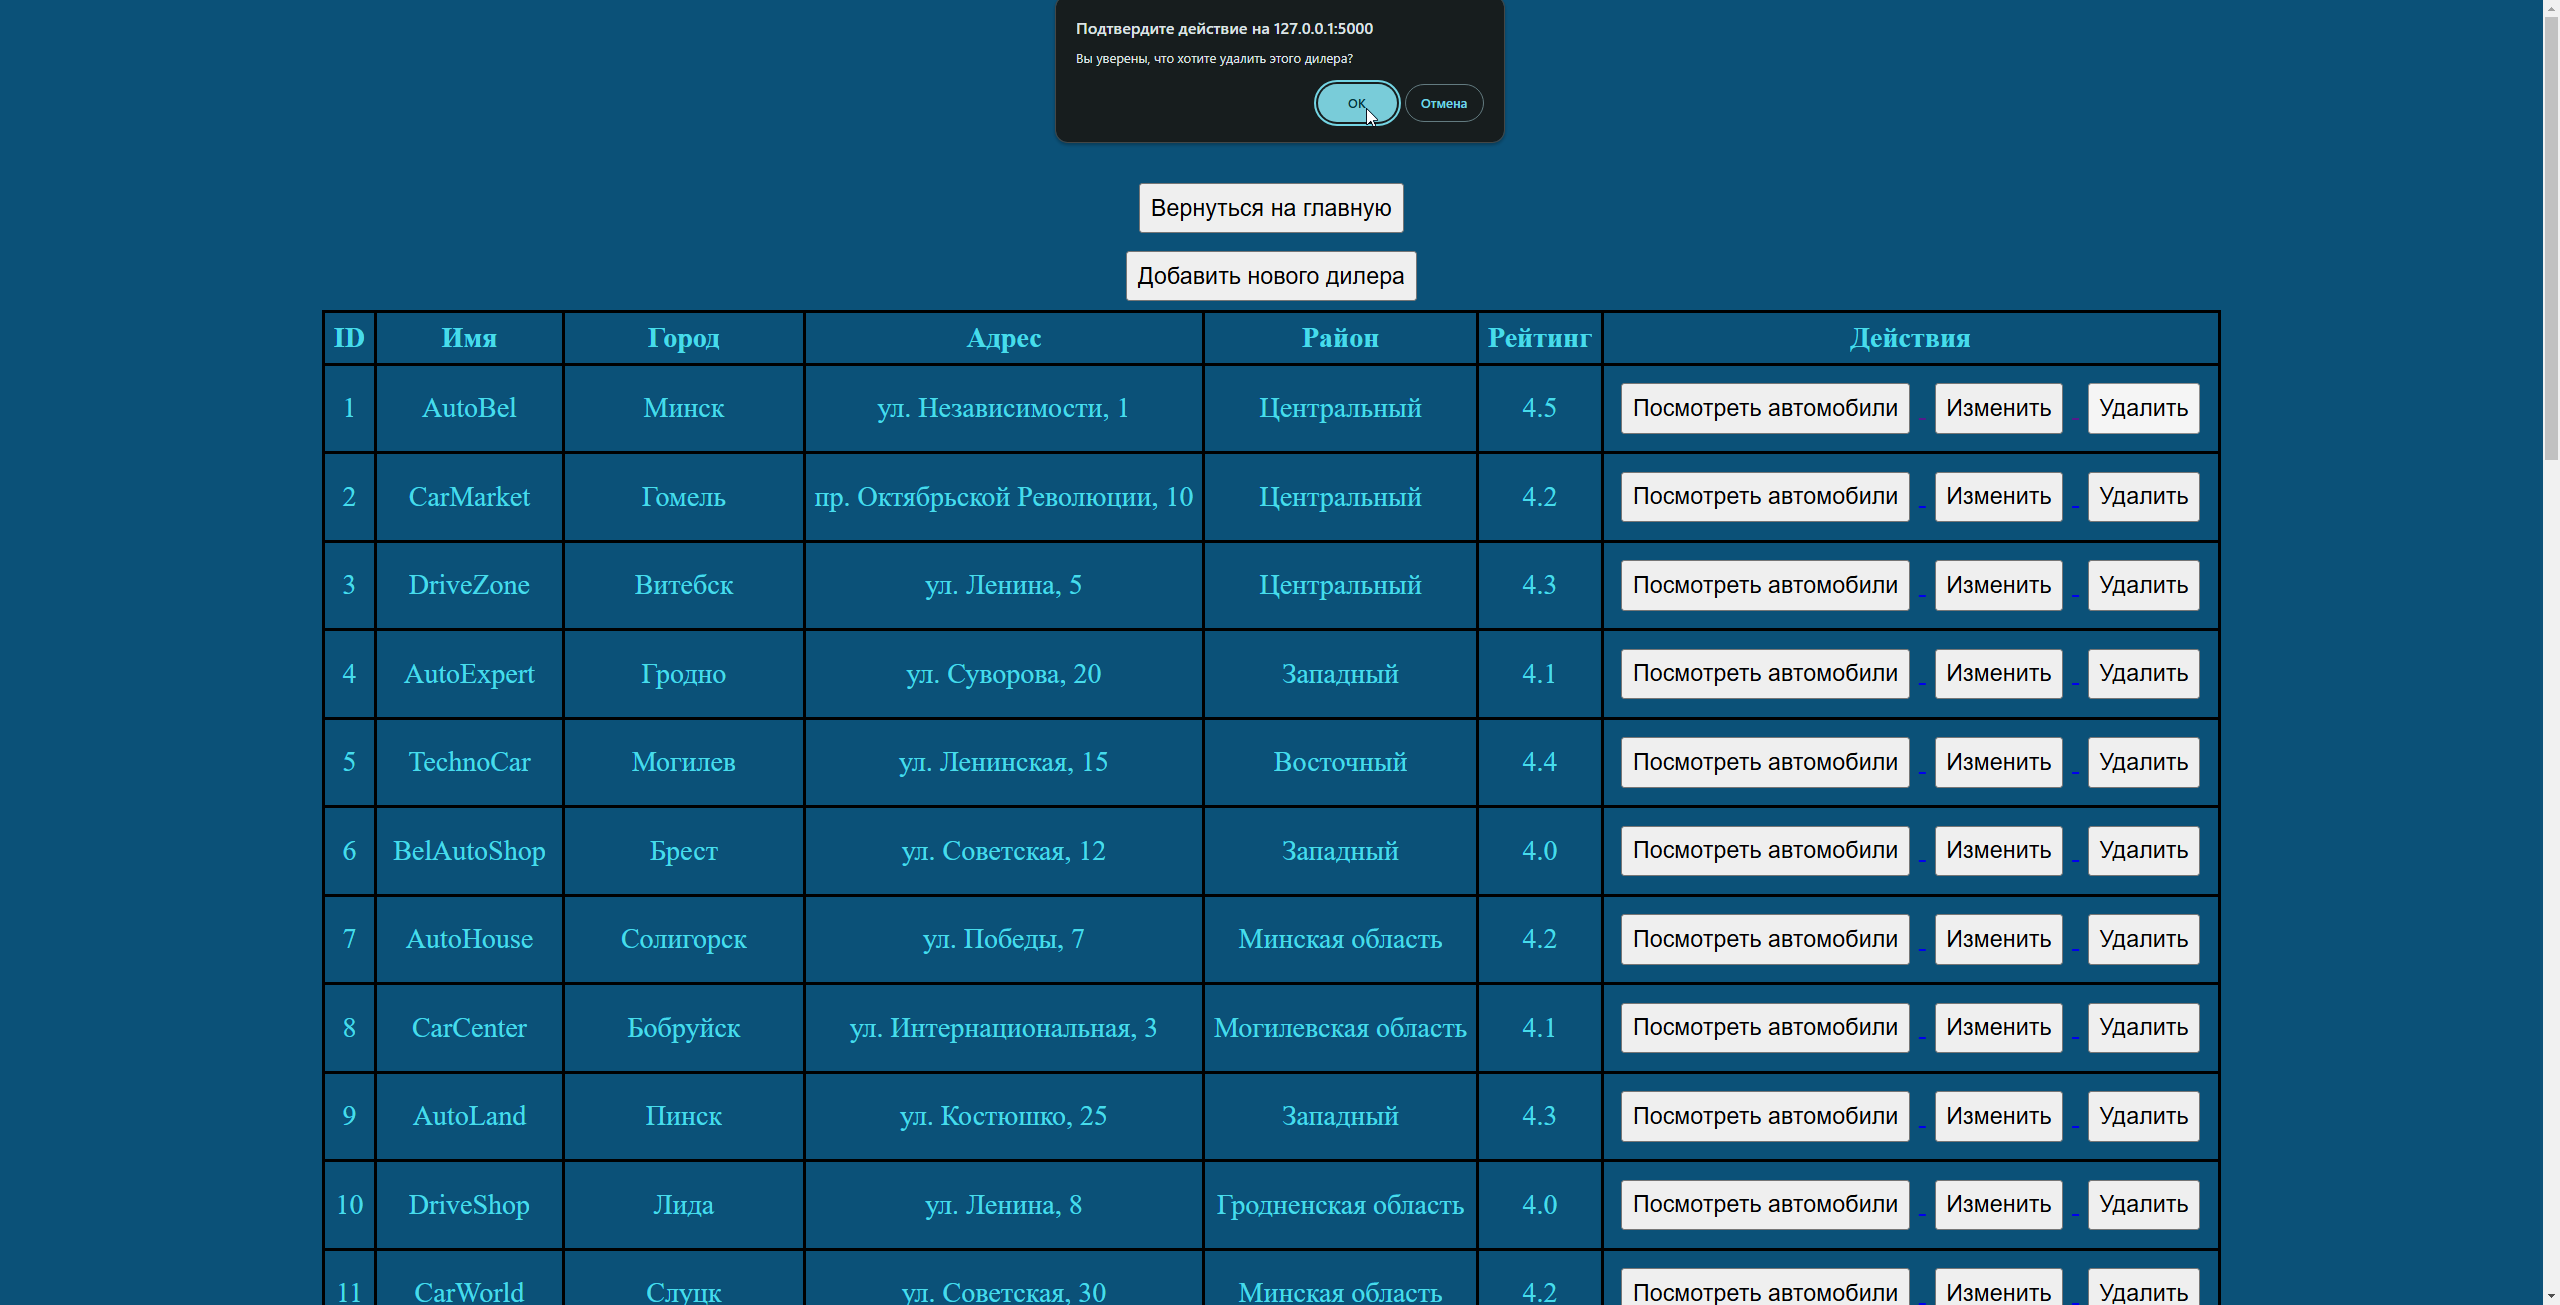 Подтвердите действие на 127.0.0.1:5000
Вы уверены, что хотите удалить этого дилера?
ОК Отмена
Вернуться на главную
Добавить нового дилера
ID Имя Город Адрес Район Рейтинг Действия
1 AutoBel Минск ул. Независимости, 1 Центральный 4.5 Посмотреть автомобили Изменить Удалить
2 CarMarket Гомель пр. Октябрьской Революции, 10 Центральный 4.2 Посмотреть автомобили Изменить Удалить
3 DriveZone Витебск ул. Ленина, 5 Центральный 4.3 Посмотреть автомобили Изменить Удалить
4 AutoExpert Гродно ул. Суворова, 20 Западный 4.1 Посмотреть автомобили Изменить Удалить
5 TechnoCar Могилев ул. Ленинская, 15 Восточный 4.4 Посмотреть автомобили Изменить Удалить
6 BelAutoShop Брест ул. Советская, 12 Западный 4.0 Посмотреть автомобили Изменить Удалить
7 AutoHouse Солигорск ул. Победы, 7 Минская область 4.2 Посмотреть автомобили Изменить Удалить
8 CarCenter Бобруйск ул. Интернациональная, 3 Могилевская область 4.1 Посмотреть автомобили Изменить Удалить
9 AutoLand Пинск ул. Костюшко, 25 Западный 4.3 Посмотреть автомобили Изменить Удалить
10 DriveShop Лида ул. Ленина, 8 Гродненская область 4.0 Посмотреть автомобили Изменить Удалить
11 CarWorld Слуцк ул. Советская, 30 Минская область 4.2 Посмотреть автомобили Изменить Удалить